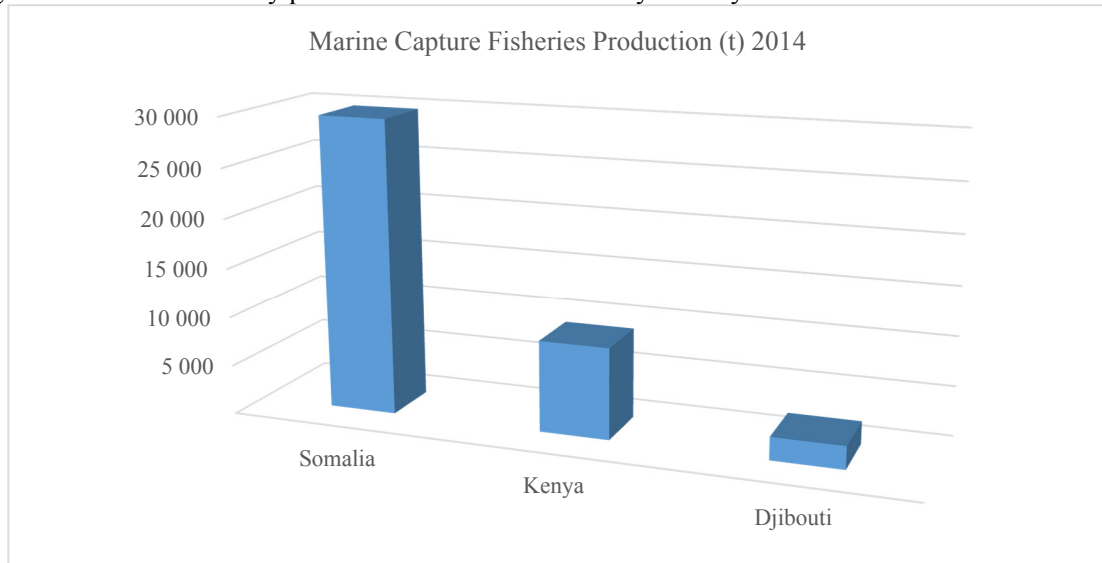 Marine Capture Fisheries Production (t) 2014
30 000
25 000
20 000
15 000
10 000
5 000
Somalia
Kenya
Djibouti